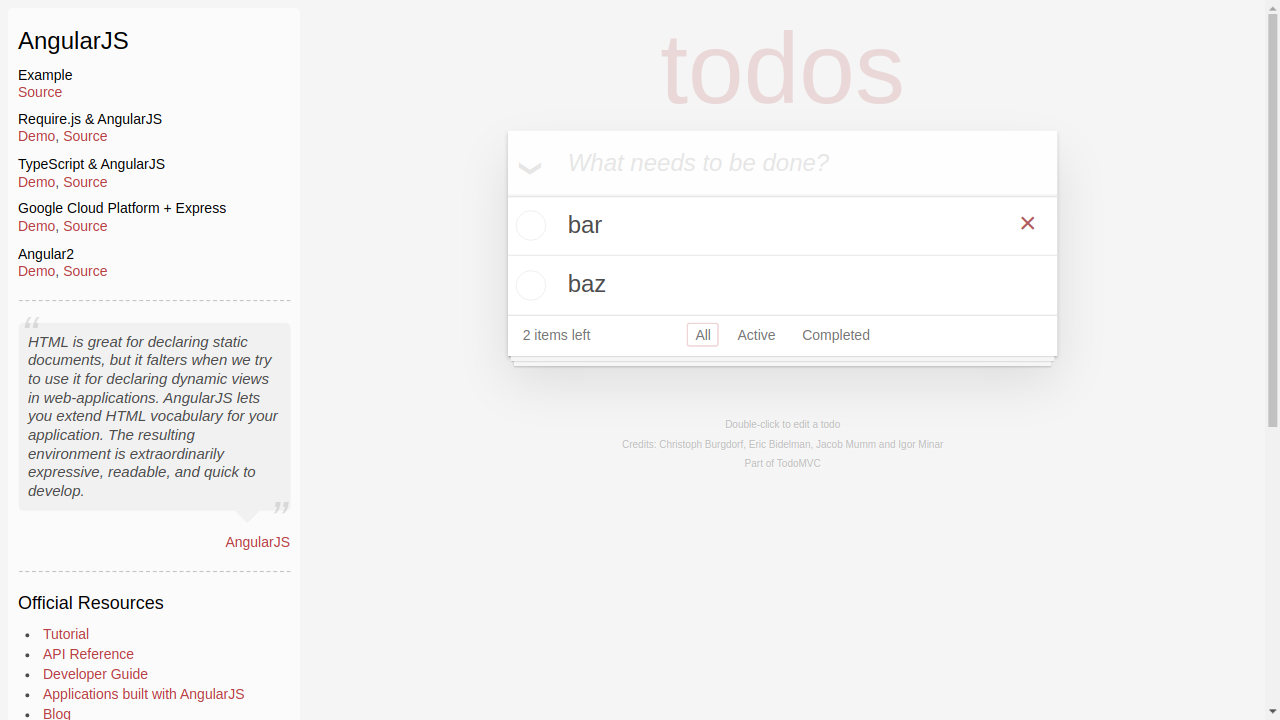 AngularJS
Example
Source
Require.js & AngularJS
Demo, Source
TypeScript & AngularJS
Demo, Source
Google Cloud Platform + Express
Demo, Source
Angular2
Demo, Source
“
HTML is great for declaring static
documents, but it falters when we try
to use it for declaring dynamic views
in web-applications. AngularJS lets
you extend HTML vocabulary for your
application. The resulting
environment is extraordinarily
expressive, readable, and quick to
develop.
”
AngularJS
Official Resources
Tutorial
API Reference
Developer Guide
Applications built with AngularJS
Blog
todos
What needs to be done?
bar ×
baz
2 items left All Active Completed
Double-click to edit a todo
Credits: Christoph Burgdorf, Eric Bidelman, Jacob Mumm and Igor Minar
Part of TodoMVC